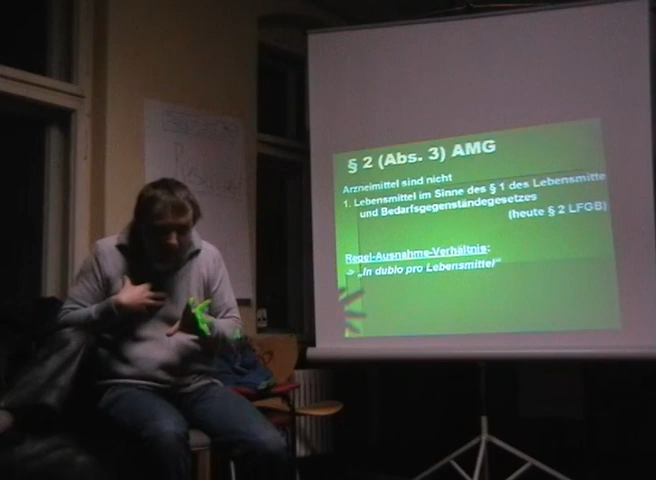 § 2 (Abs. 3) AMG
Arzneimittel sind nicht
1. Lebensmittel im Sinne des § 1 des Lebensmitte
und Bedarfsgegenständegesetzes
(heute § 2 LFGB)
Regel-Ausnahme-Verhältnis:
-> „In dubio pro Lebensmittel“